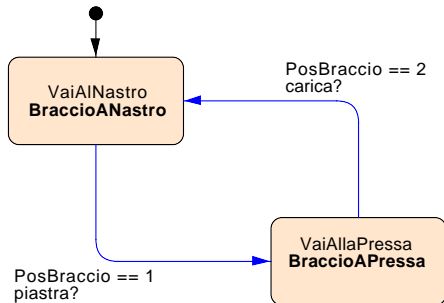 VaiAlNastro
BraccioANastro
PosBraccio == 2
carica?
VaiAllaPressa
BraccioAPressa
PosBraccio == 1
piastra?